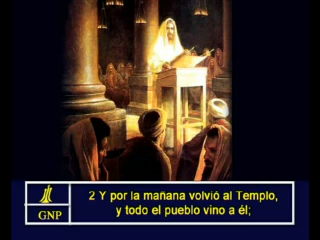 2 Y por la mañana volvió al Templo,
y todo el pueblo vino a él;
GNP